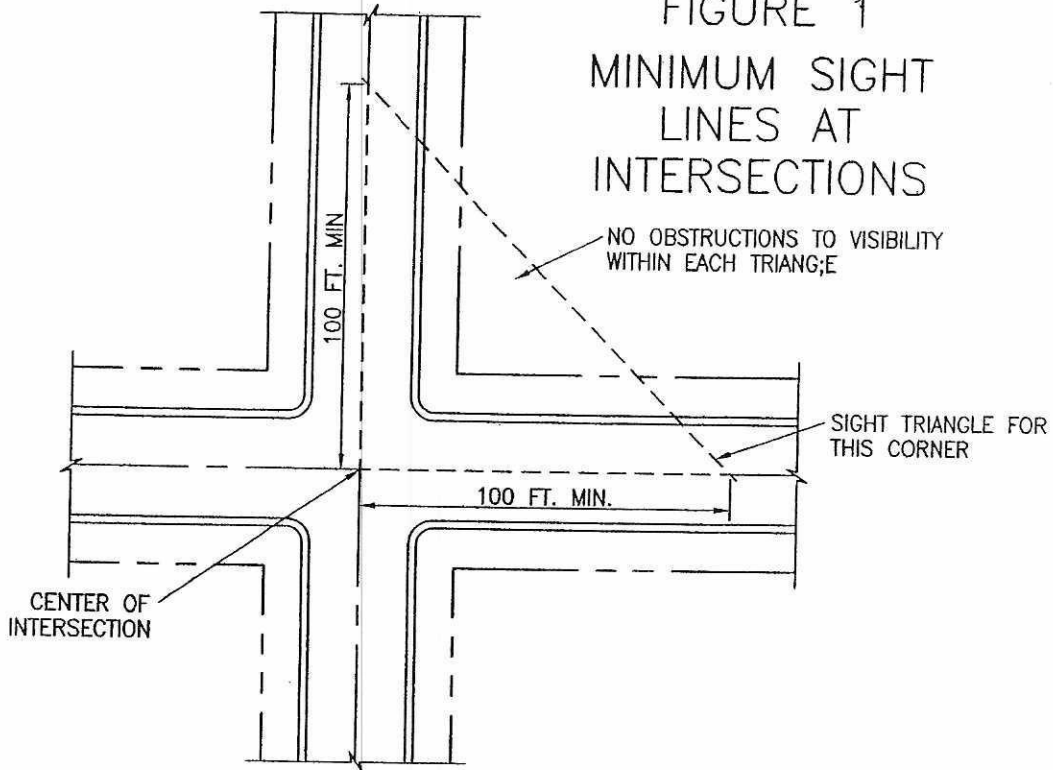 FIGURE 1
MINIMUM SIGHT
LINES AT
INTERSECTIONS
NO OBSTRUCTIONS TO VISIBILITY
WITHIN EACH TRIANG;E
100 FT. MIN
SIGHT TRIANGLE FOR
THIS CORNER
100 FT. MIN.
CENTER OF
INTERSECTION